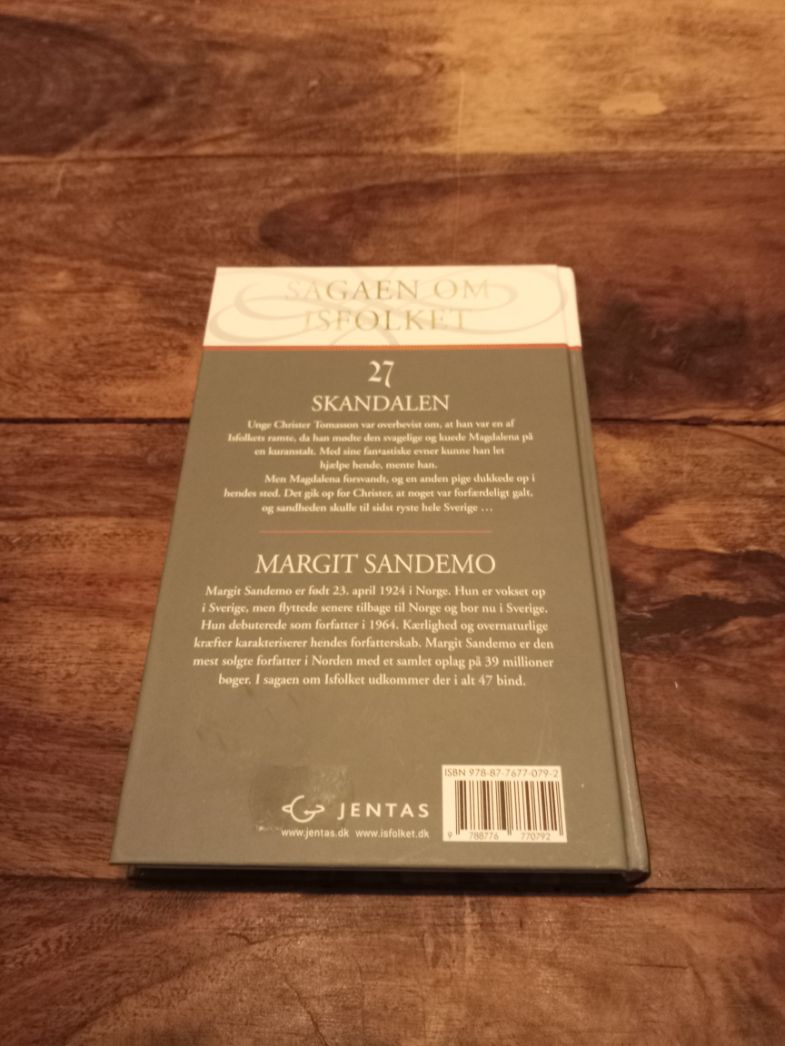 SAGAEN OM
ISFOLKET
27
SKANDALEN
Unge Christer Tomasson var overbevist om, at han var en af
Isfolkets ramte, da han mødte den svagelige og kuede Magdalena på
en kuranstalt. Med sine fantastiske evner kunne han let
hjælpe hende, mente han.
Men Magdalena forsvandt, og en anden pige dukkede op i
hendes sted. Det gik op for Christer, at noget var forfærdeligt galt,
og sandheden skulle til sidst ryste hele Sverige ...
MARGIT SANDEMO
Margit Sandemo er født 23. april 1924 i Norge. Hun er vokset op
i Sverige, men flyttede senere tilbage til Norge og bor nu i Sverige.
Hun debuterede som forfatter i 1964. Kærlighed og overnaturlige
kræfter karakteriserer hendes forfatterskab. Margit Sandemo er den
mest solgte forfatter i Norden med et samlet oplag på 39 millioner
bøger. I sagaen om Isfolket udkommer der i alt 47 bind.
ISBN 978-87-7677-079-2
JENTAS
www.jentas.dk www.isfolket.dk
9 788776 770792